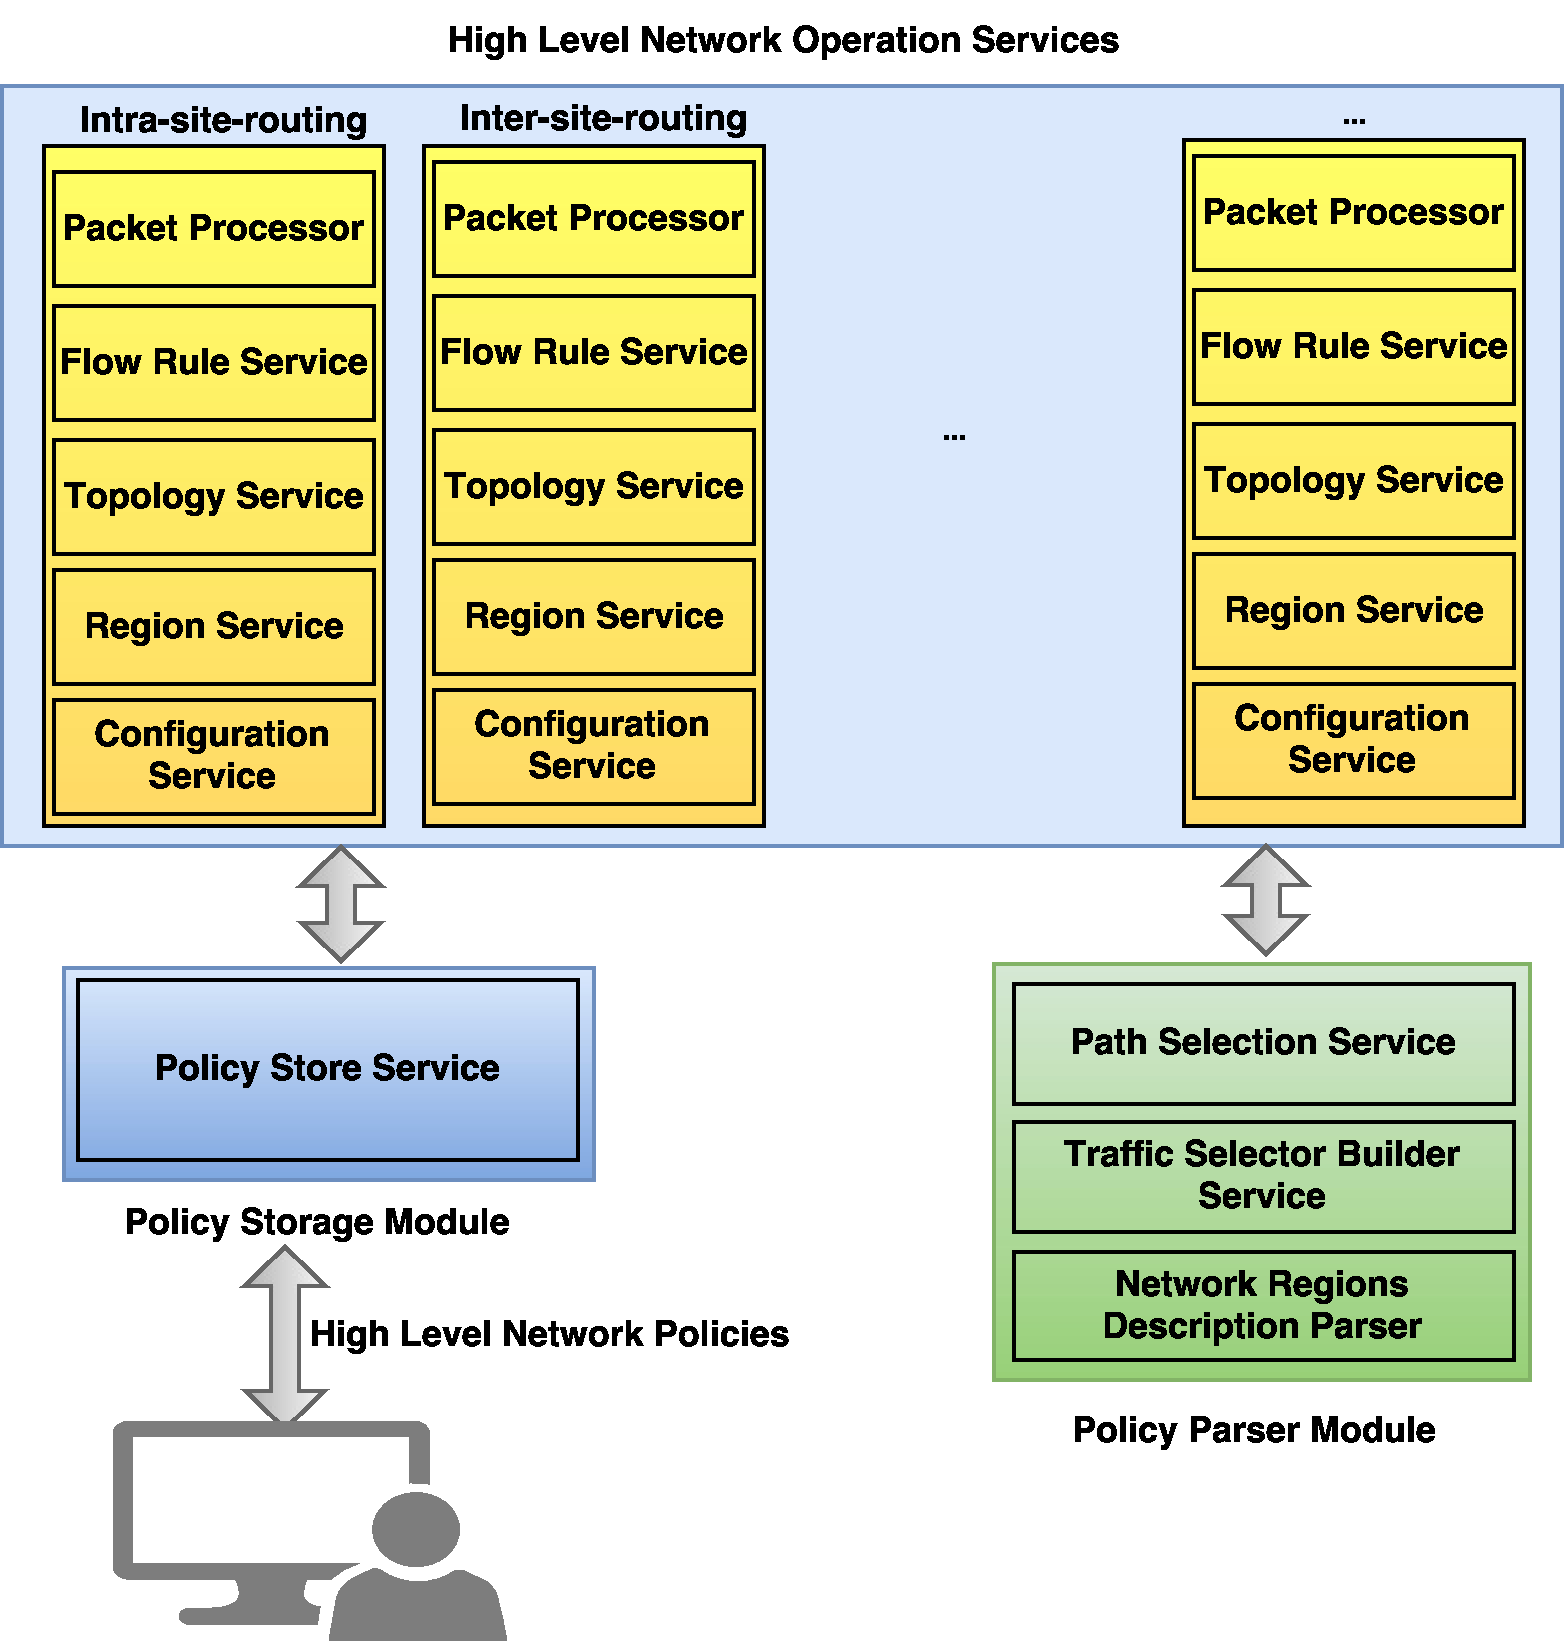 High Level Network Operation Services
Intra-site-routing
Packet Processor
Flow Rule Service
Topology Service
Region Service
Configuration
Service
Inter-site-routing
Packet Processor
Flow Rule Service
Topology Service
Region Service
Configuration
Service
...
...
Packet Processor
Flow Rule Service
Topology Service
Region Service
Configuration
Service
Policy Store Service
Policy Storage Module
High Level Network Policies
Path Selection Service
Traffic Selector Builder
Service
Network Regions
Description Parser
Policy Parser Module